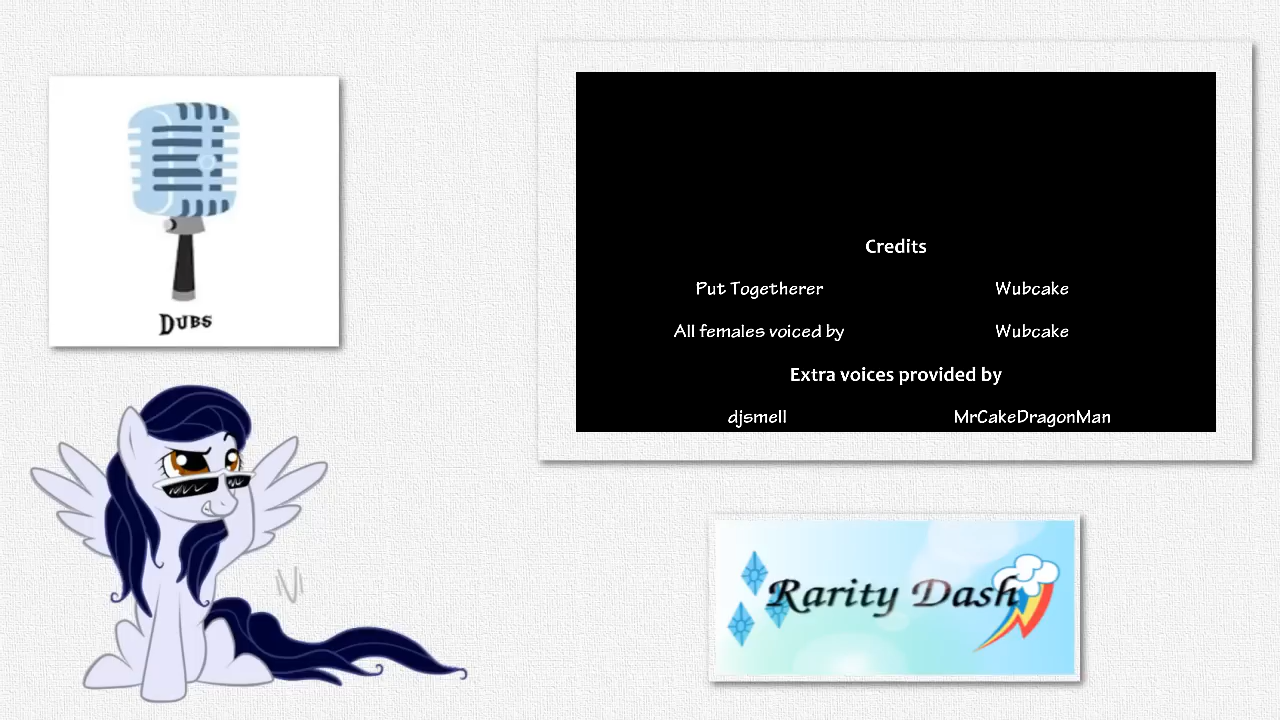 Dubs
Credits
Put Togetherer Wubcake
All females voiced by Wubcake
Extra voices provided by
djsmell MrCakeDragonMan
Rarity Dash